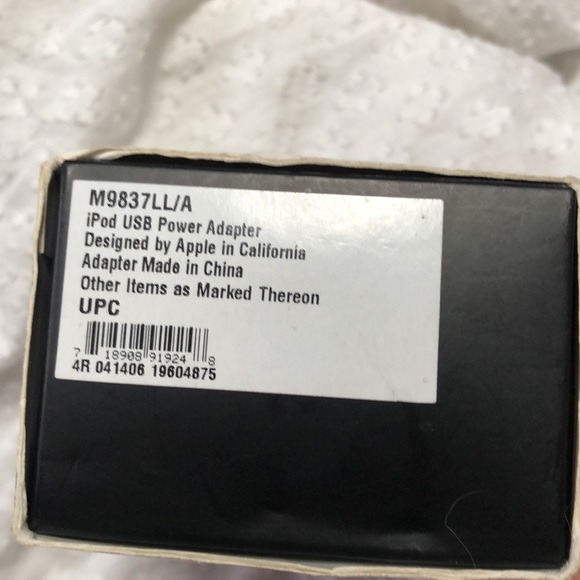 M9837LL/A
iPod USB Power Adapter
Designed by Apple in California
Adapter Made in China
Other Items as Marked Thereon
UPC
7 18908 91924 8
4R 041406 19604875